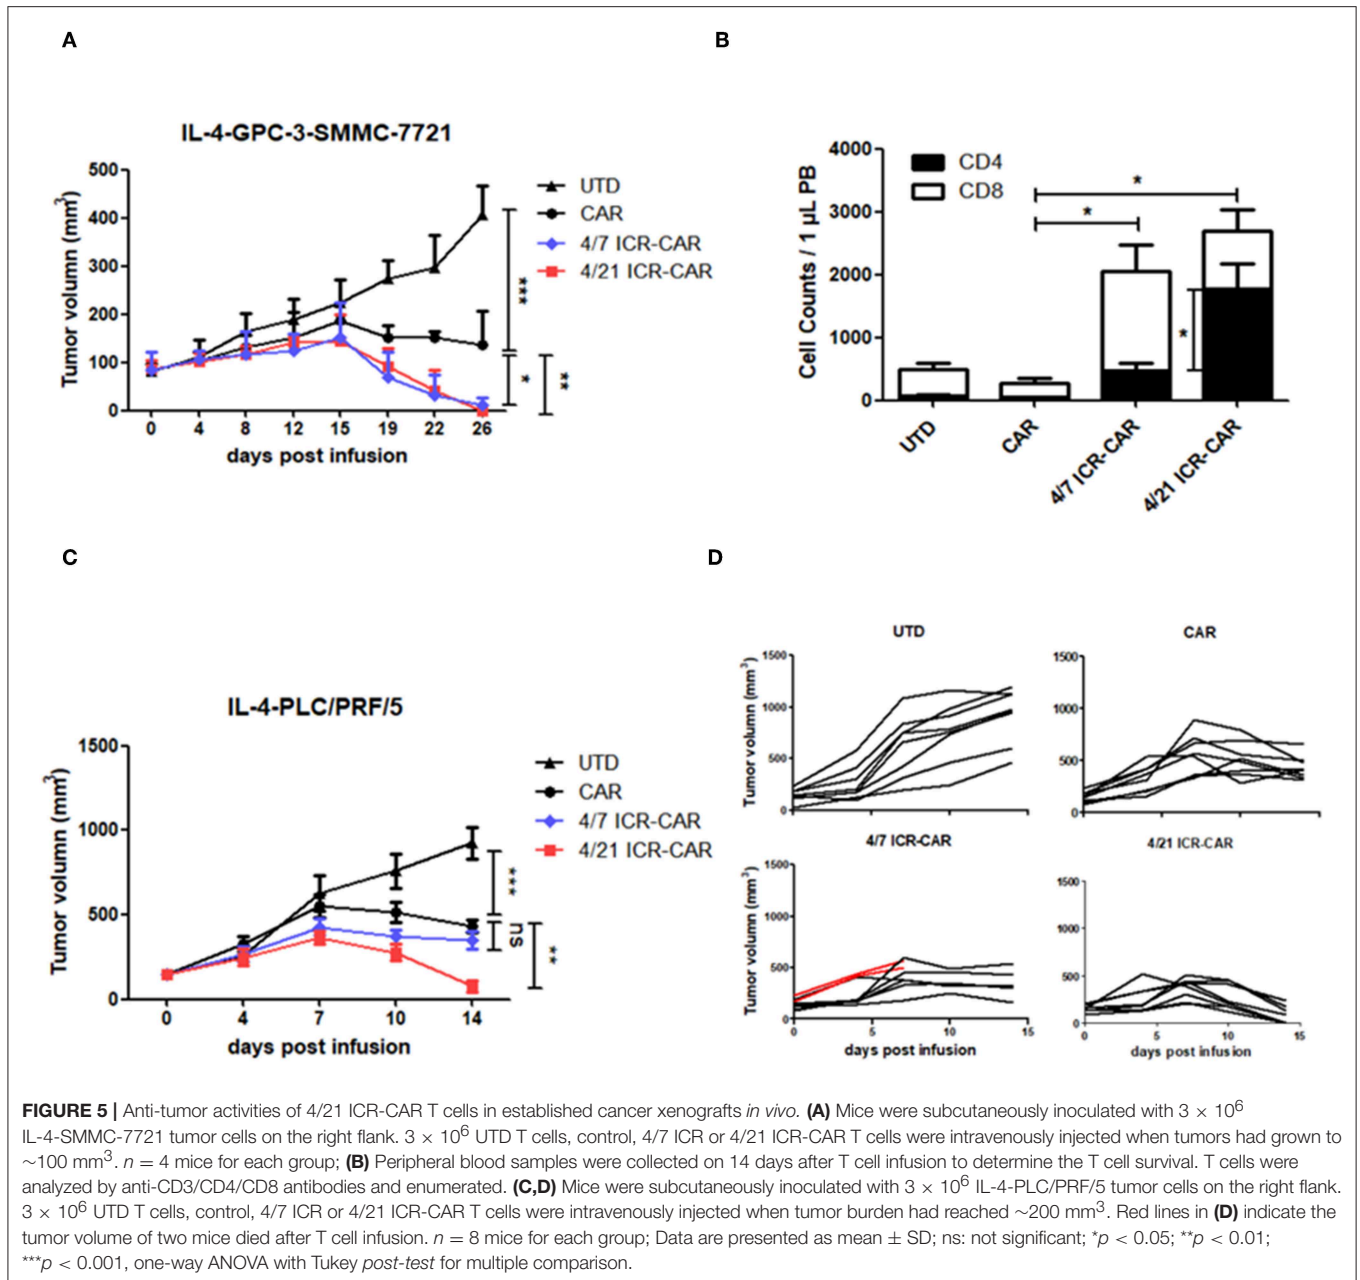 A
IL-4-GPC-3-SMMC-7721
Tumor volumn (mm³)
500
400
300
200
100
0
0 4 8 12 15 19 22 26
days post infusion
UTD
CAR
4/7 ICR-CAR
4/21 ICR-CAR
***
*
**
B
Cell Counts / 1 μL PB
4000
3000
2000
1000
0
CD4
CD8
*
*
*
UTD
CAR
4/7 ICR-CAR
4/21 ICR-CAR
C
IL-4-PLC/PRF/5
Tumor volumn (mm³)
1500
1000
500
0
0 4 7 10 14
days post infusion
UTD
CAR
4/7 ICR-CAR
4/21 ICR-CAR
***
ns
**
D
UTD
Tumor volumn (mm³)
1500
1000
500
0
CAR
1500
1000
500
0
4/7 ICR-CAR
Tumor volumn (mm³)
1500
1000
500
0
0 5 10 15
days post infusion
4/21 ICR-CAR
1500
1000
500
0
0 5 10 15
days post infusion
FIGURE 5 | Anti-tumor activities of 4/21 ICR-CAR T cells in established cancer xenografts in vivo. (A) Mice were subcutaneously inoculated with 3 × 10⁶
IL-4-SMMC-7721 tumor cells on the right flank. 3 × 10⁶ UTD T cells, control, 4/7 ICR or 4/21 ICR-CAR T cells were intravenously injected when tumors had grown to
~100 mm³. n = 4 mice for each group; (B) Peripheral blood samples were collected on 14 days after T cell infusion to determine the T cell survival. T cells were
analyzed by anti-CD3/CD4/CD8 antibodies and enumerated. (C,D) Mice were subcutaneously inoculated with 3 × 10⁶ IL-4-PLC/PRF/5 tumor cells on the right flank.
3 × 10⁶ UTD T cells, control, 4/7 ICR or 4/21 ICR-CAR T cells were intravenously injected when tumor burden had reached ~200 mm³. Red lines in (D) indicate the
tumor volume of two mice died after T cell infusion. n = 8 mice for each group; Data are presented as mean ± SD; ns: not significant; *p < 0.05; **p < 0.01;
***p < 0.001, one-way ANOVA with Tukey post-test for multiple comparison.